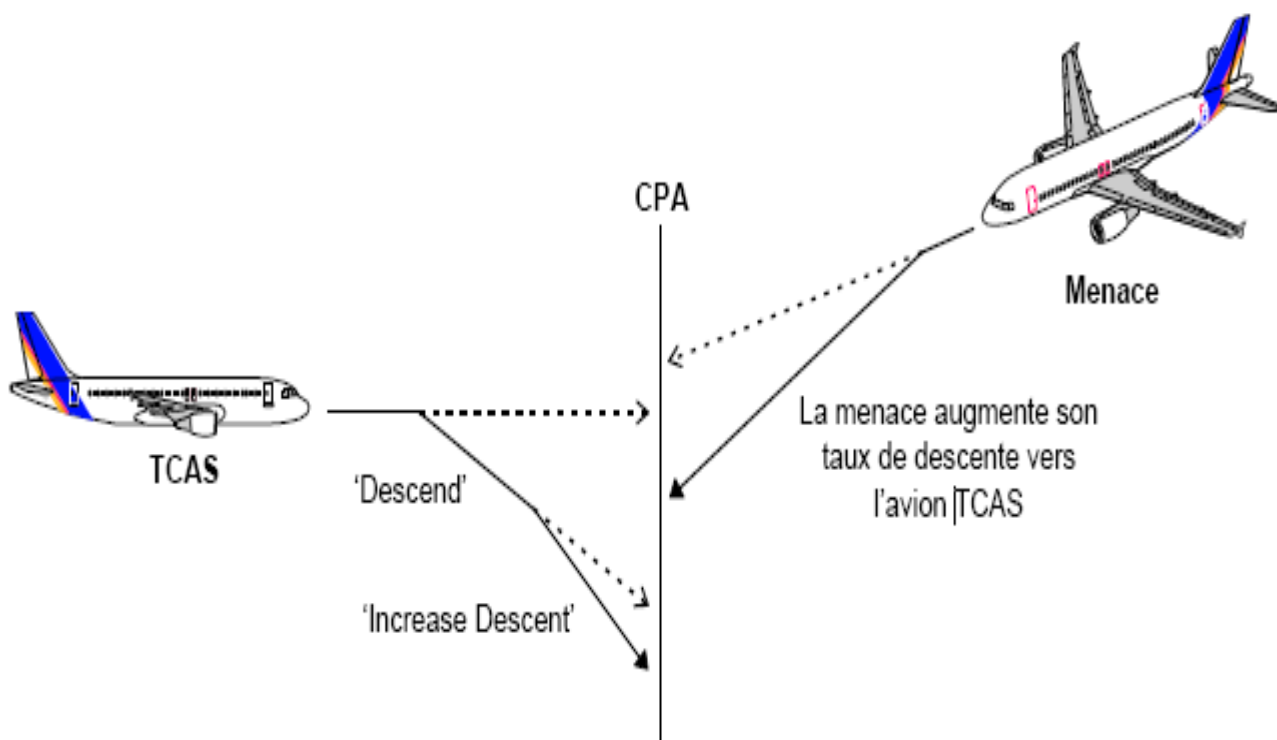 CPA
Menace
TCAS
‘Descend’
La menace augmente son
taux de descente vers
l’avion TCAS
‘Increase Descent’